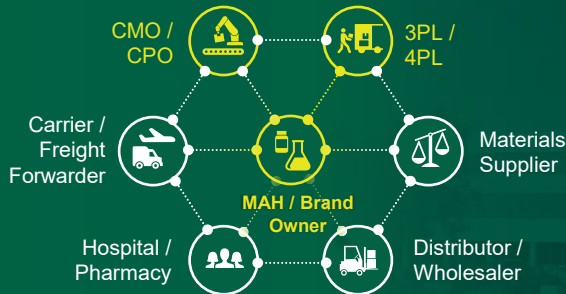 CMO /
CPO
3PL /
4PL
Carrier /
Freight
Forwarder
Materials
Supplier
MAH / Brand
Owner
Hospital /
Pharmacy
Distributor /
Wholesaler